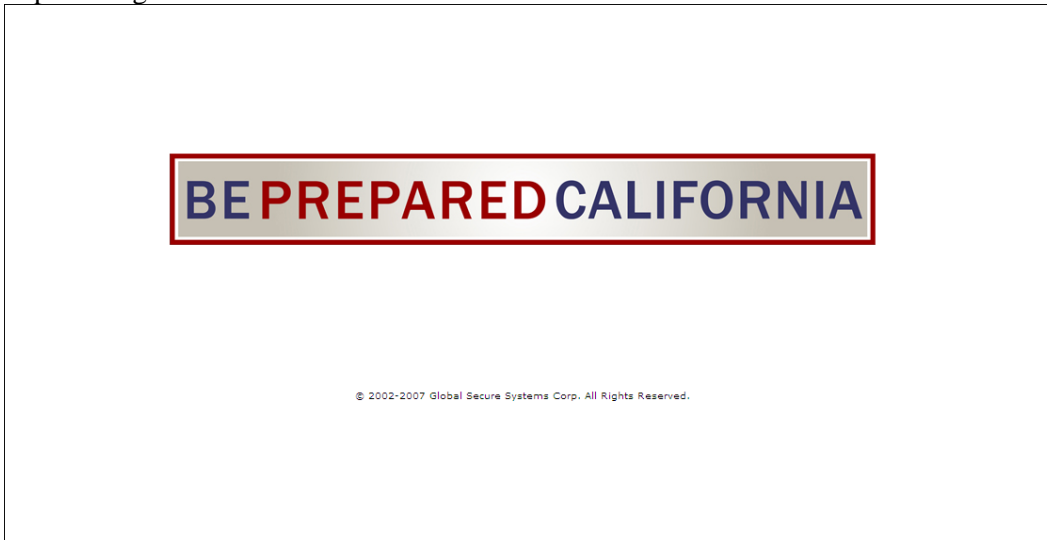 BE PREPARED CALIFORNIA
© 2002-2007 Global Secure Systems Corp. All Rights Reserved.